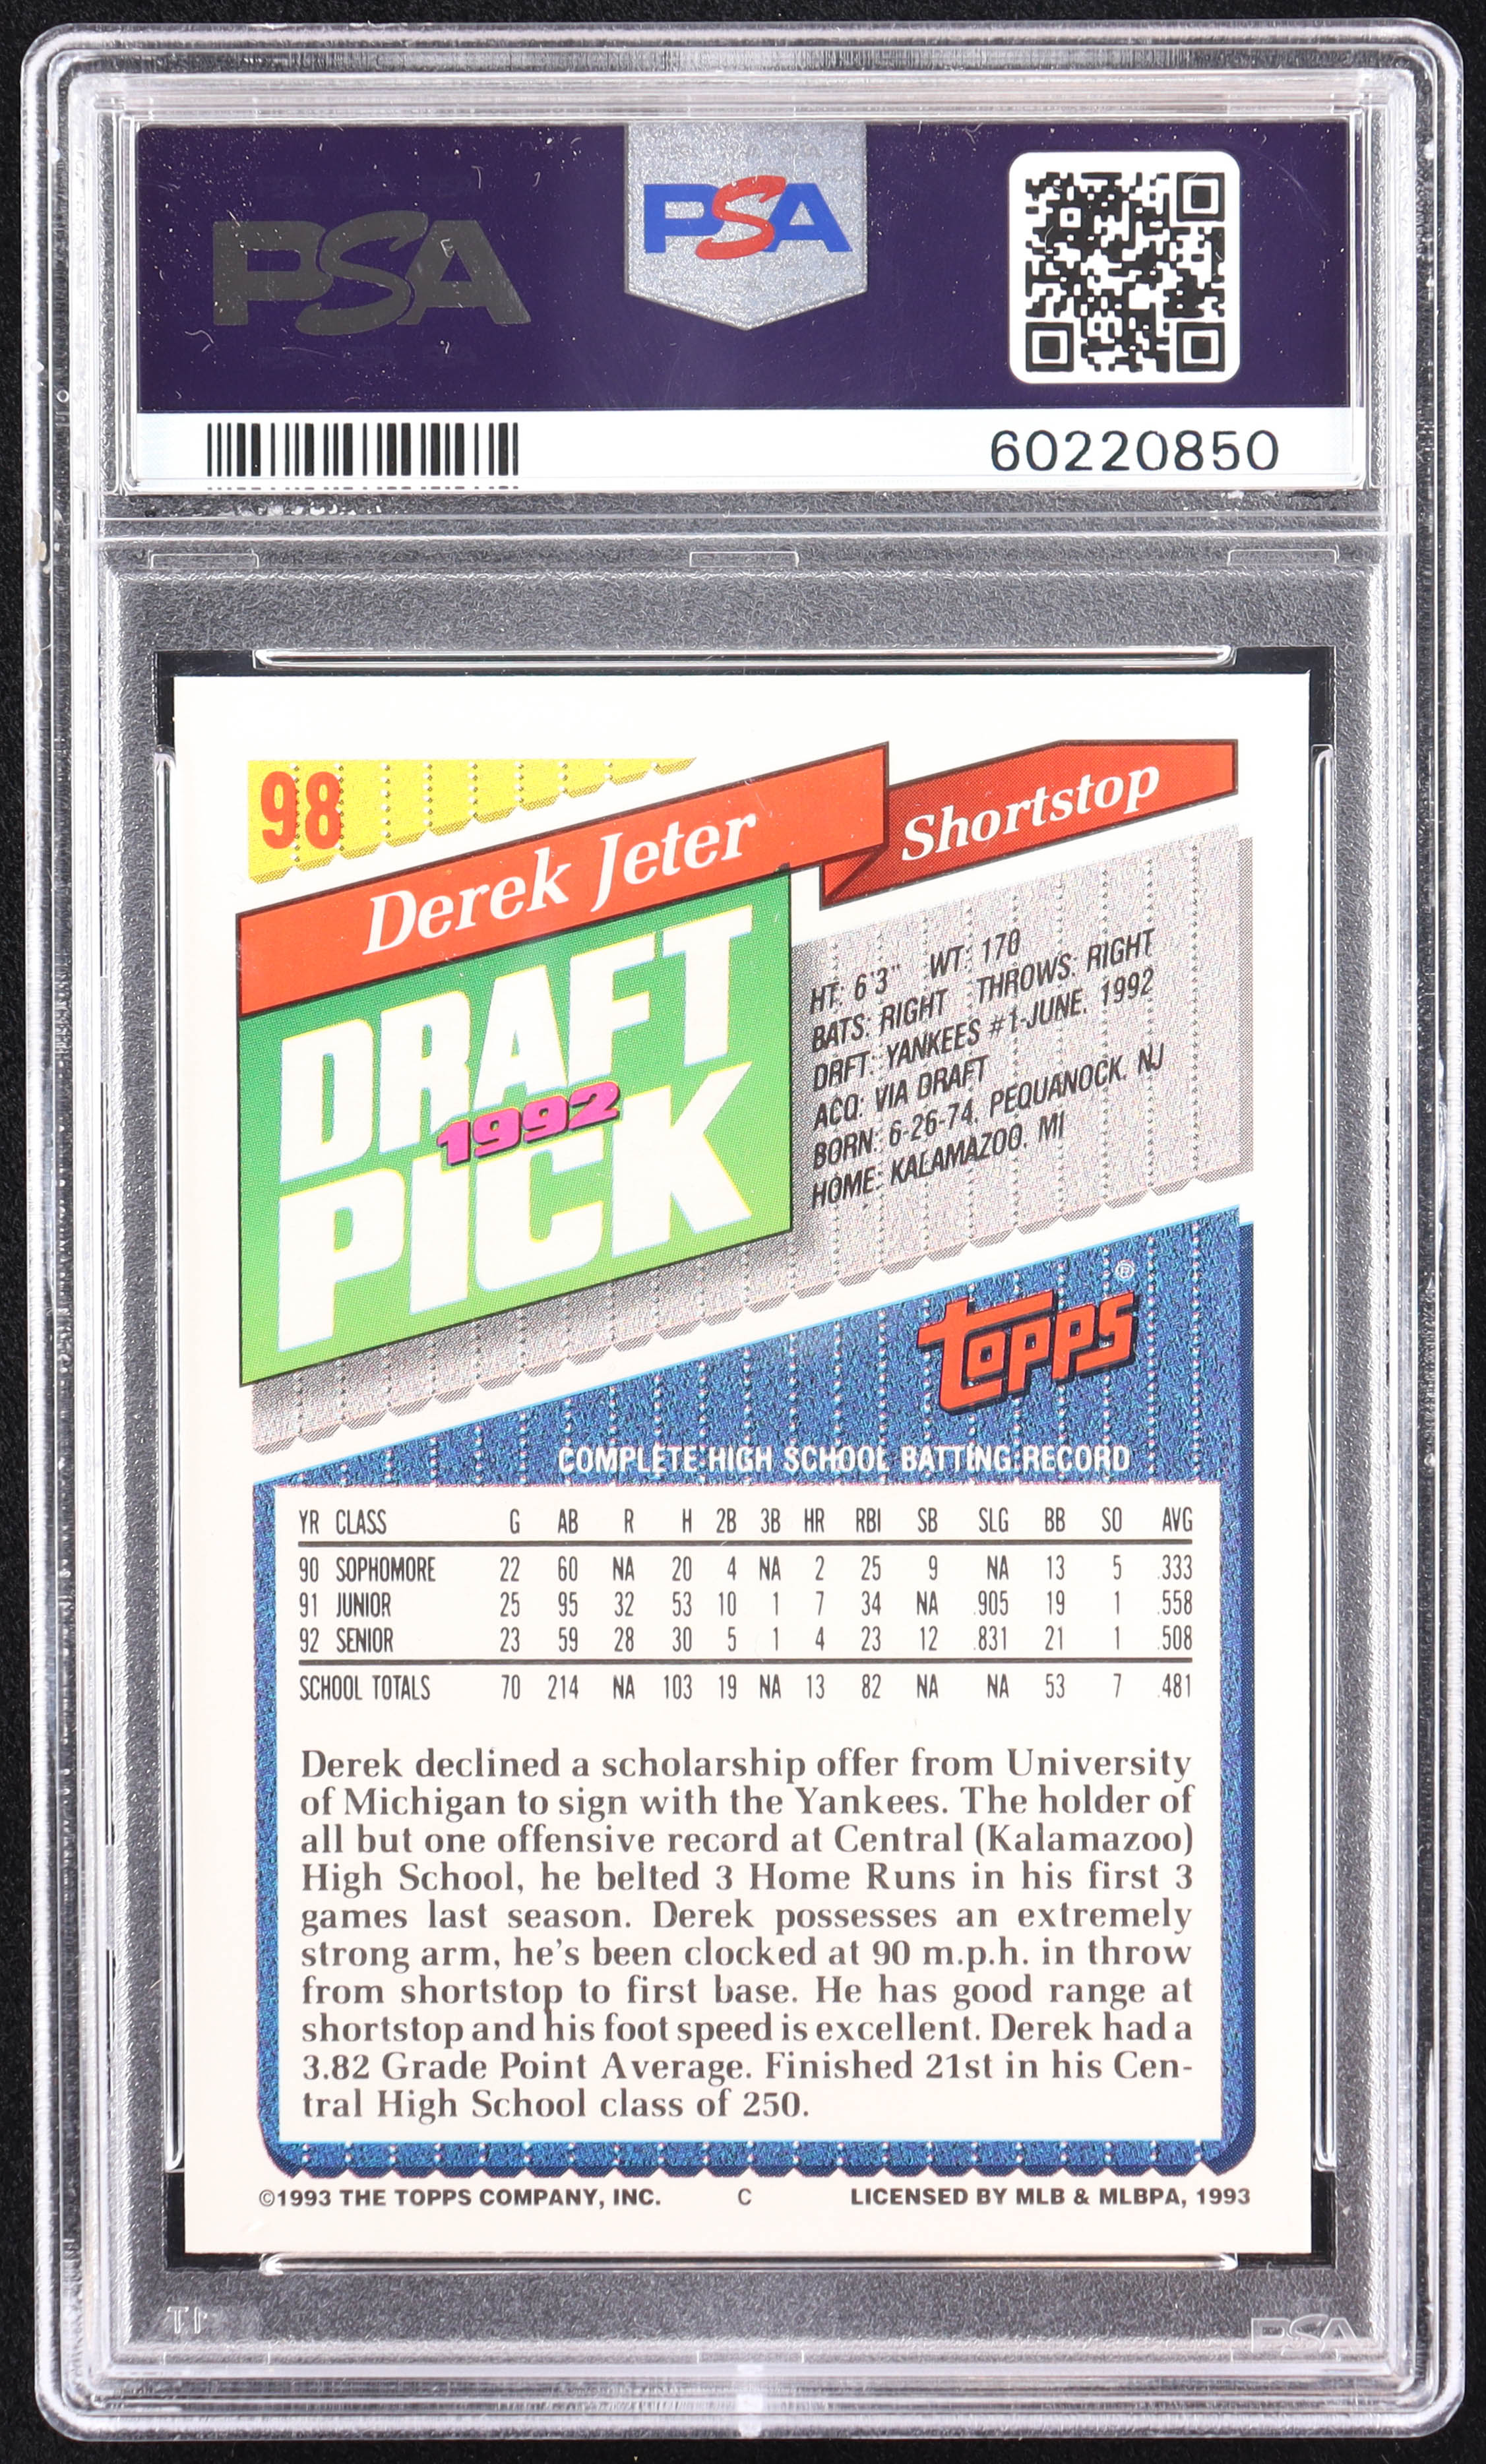 PSA
PSA
60220850
98
Derek Jeter
Shortstop
DRAFT
1992
PICK
HT: 6'3" WT: 170
BATS: RIGHT THROWS: RIGHT
DRFT: YANKEES #1-JUNE, 1992
ACQ: VIA DRAFT
BORN: 6-26-74, PEQUANOCK, NJ
HOME: KALAMAZOO, MI
topps®
COMPLETE HIGH SCHOOL BATTING RECORD
YR CLASS G AB R H 2B 3B HR RBI SB SLG BB SO AVG
90 SOPHOMORE 22 60 NA 20 4 NA 2 25 9 NA 13 5 .333
91 JUNIOR 25 95 32 53 10 1 7 34 NA .905 19 1 .558
92 SENIOR 23 59 28 30 5 1 4 23 12 .831 21 1 .508
SCHOOL TOTALS 70 214 NA 103 19 NA 13 82 NA NA 53 7 .481
Derek declined a scholarship offer from University
of Michigan to sign with the Yankees. The holder of
all but one offensive record at Central (Kalamazoo)
High School, he belted 3 Home Runs in his first 3
games last season. Derek possesses an extremely
strong arm, he's been clocked at 90 m.p.h. in throw
from shortstop to first base. He has good range at
shortstop and his foot speed is excellent. Derek had a
3.82 Grade Point Average. Finished 21st in his Cen-
tral High School class of 250.
©1993 THE TOPPS COMPANY, INC. C LICENSED BY MLB & MLBPA, 1993
PSA